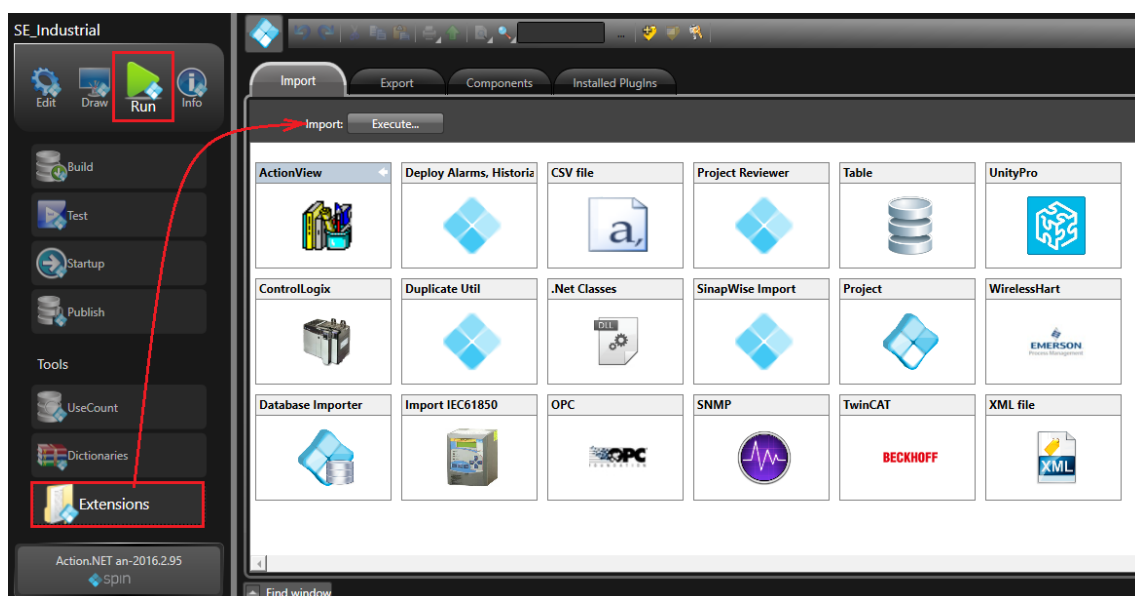 SE_Industrial
Edit Draw Run Info
Build
Test
Startup
Publish
Tools
UseCount
Dictionaries
Extensions
Action.NET an-2016.2.95
spin
...
Import Export Components Installed PlugIns
Import: Execute...
ActionView Deploy Alarms, Historia CSV file Project Reviewer Table UnityPro
a,
ControlLogix Duplicate Util .Net Classes SinapWise Import Project WirelessHart
DLL
EMERSON
Process Management
Database Importer Import IEC61850 OPC SNMP TwinCAT XML file
OPC
FOUNDATION
BECKHOFF
XML
Find window